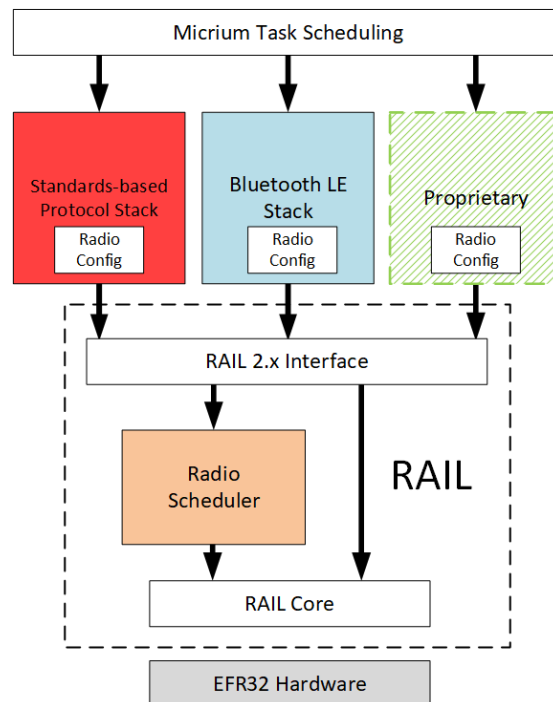 Micrium Task Scheduling
Standards-based
Protocol Stack
Radio
Config
Bluetooth LE
Stack
Radio
Config
Proprietary
Radio
Config
RAIL 2.x Interface
Radio
Scheduler
RAIL
RAIL Core
EFR32 Hardware